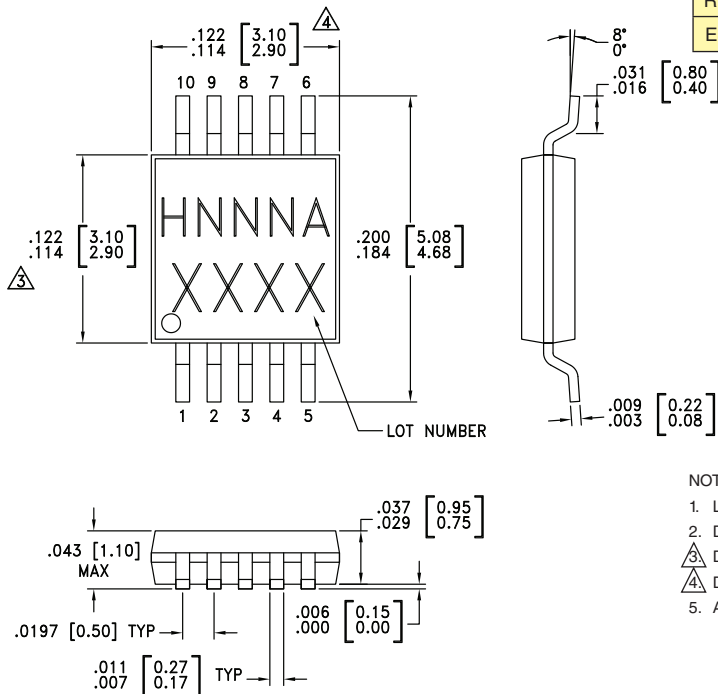 R
E
.122 [3.10]
.114 [2.90]
4
8°
0°
.031 [0.80]
.016 [0.40]
10 9 8 7 6
HNNNA
XXXX
.122 [3.10]
.114 [2.90]
3
.200 [5.08]
.184 [4.68]
1 2 3 4 5
LOT NUMBER
.009 [0.22]
.003 [0.08]
.037 [0.95]
.029 [0.75]
.043 [1.10]
MAX
.0197 [0.50] TYP
.006 [0.15]
.000 [0.00]
.011 [0.27]
.007 [0.17]
TYP
NOT
1. L
2. D
3. D
4. D
5. A